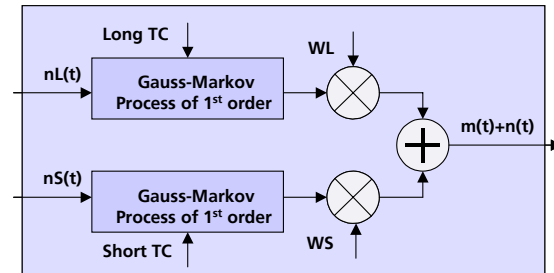 Long TC
WL
nL(t)
Gauss-Markov
Process of 1st order
m(t)+n(t)
nS(t)
Gauss-Markov
Process of 1st order
Short TC
WS